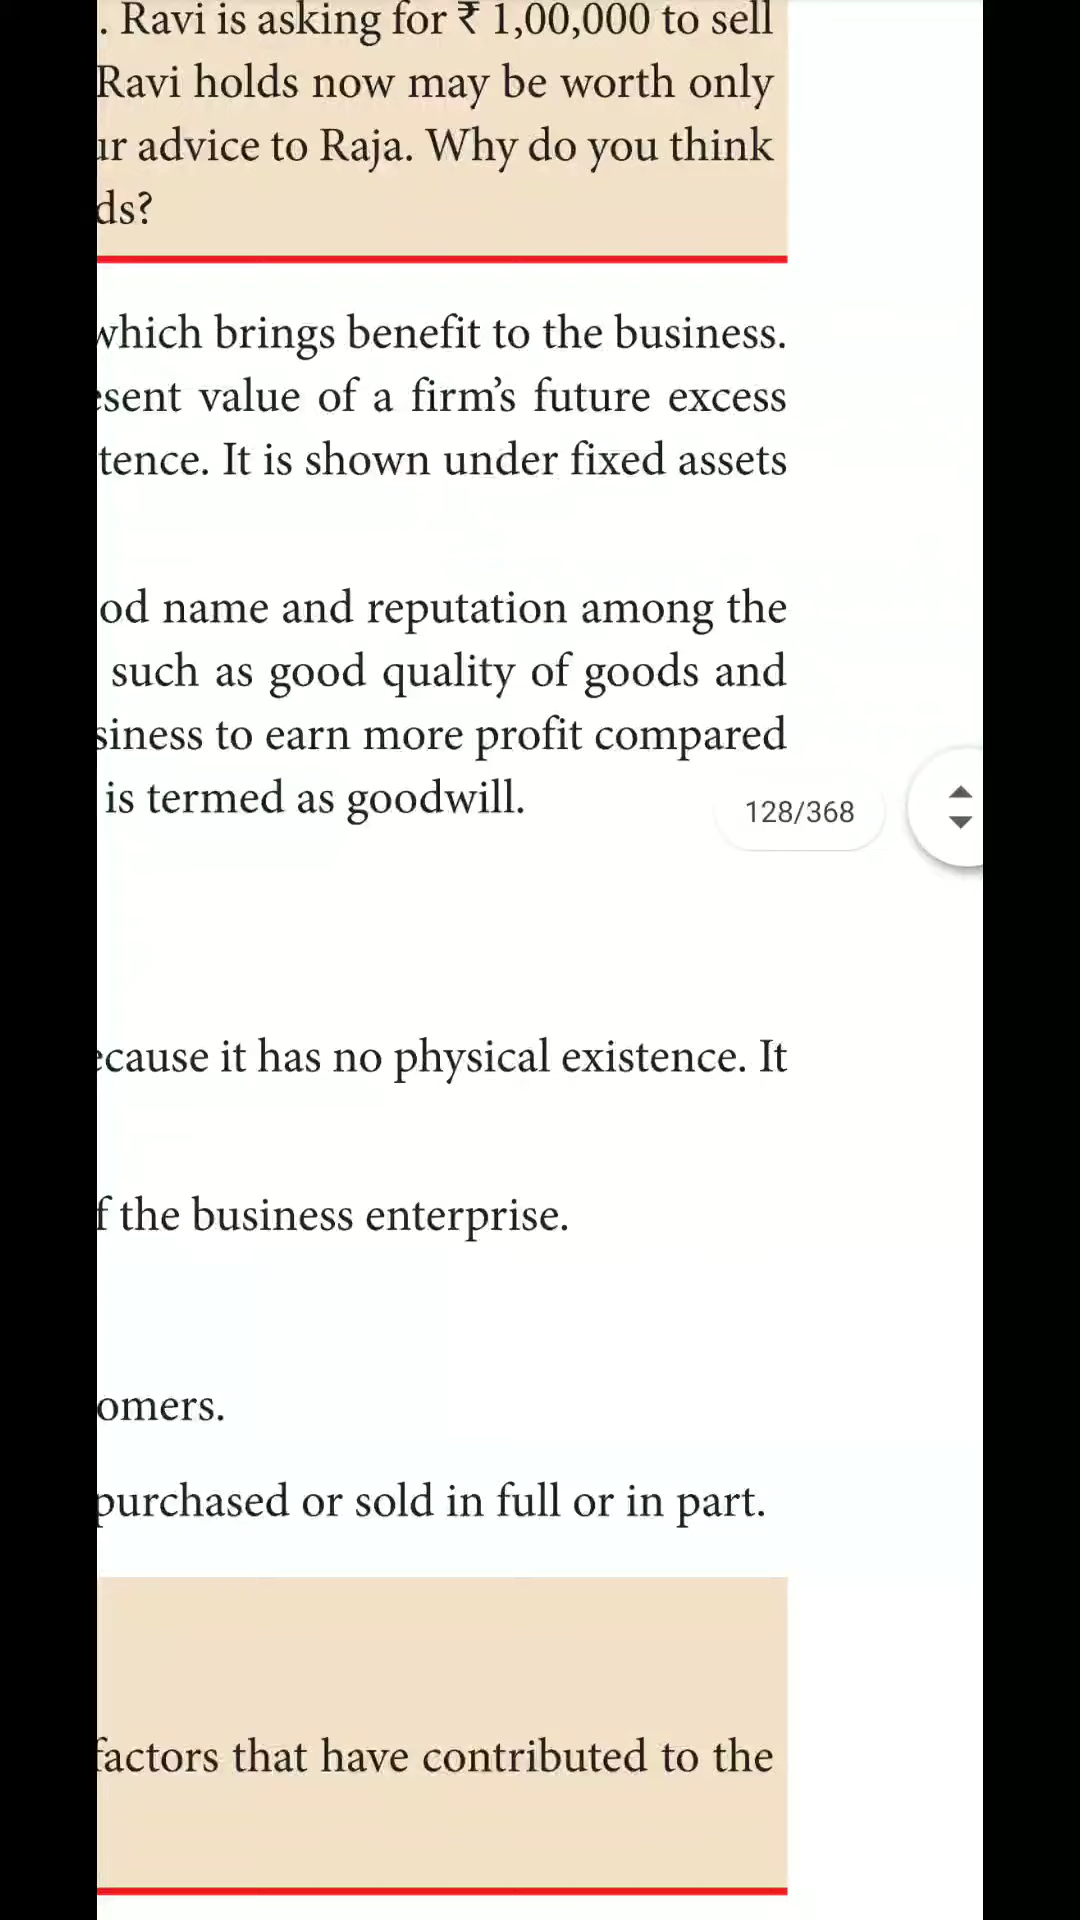 . Ravi is asking for ₹ 1,00,000 to sell
Ravi holds now may be worth only
ur advice to Raja. Why do you think
ds?
which brings benefit to the business.
esent value of a firm's future excess
tence. It is shown under fixed assets
od name and reputation among the
such as good quality of goods and
siness to earn more profit compared
is termed as goodwill.
128/368
ecause it has no physical existence. It
f the business enterprise.
omers.
purchased or sold in full or in part.
factors that have contributed to the